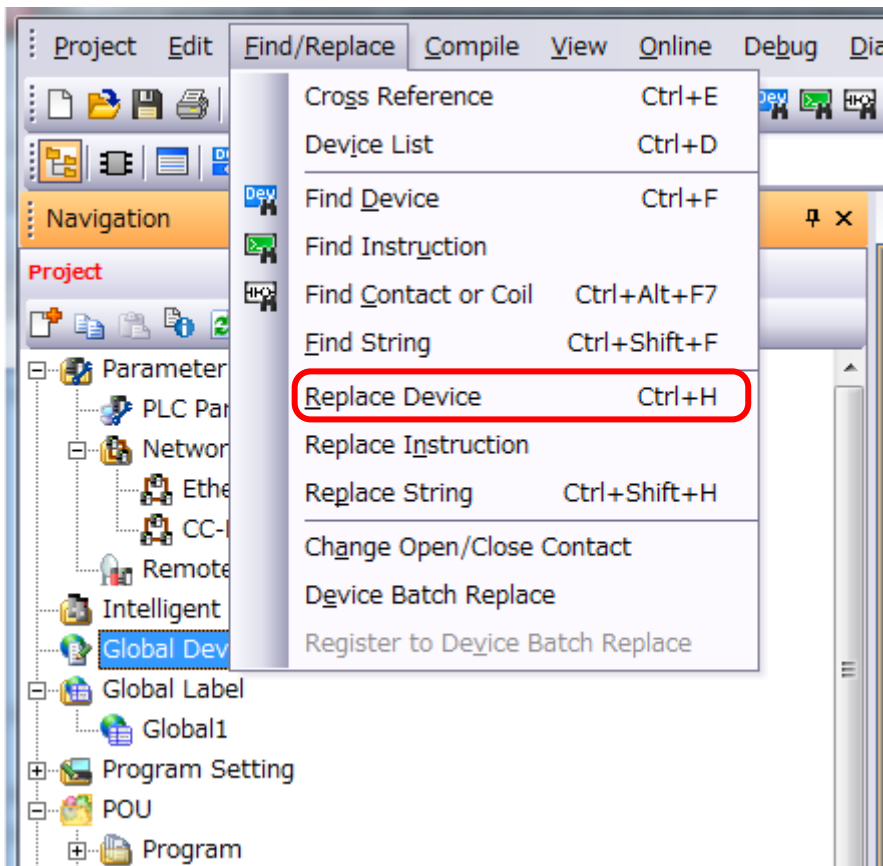 Project Edit Find/Replace Compile View Online Debug Dia
Cross Reference Ctrl+E
Device List Ctrl+D
Find Device Ctrl+F
Find Instruction
Find Contact or Coil Ctrl+Alt+F7
Find String Ctrl+Shift+F
Replace Device Ctrl+H
Replace Instruction
Replace String Ctrl+Shift+H
Change Open/Close Contact
Device Batch Replace
Register to Device Batch Replace
Navigation
Project
Parameter
PLC Par
Networ
Ethe
CC-I
Remote
Intelligent
Global Dev
Global Label
Global1
Program Setting
POU
Program